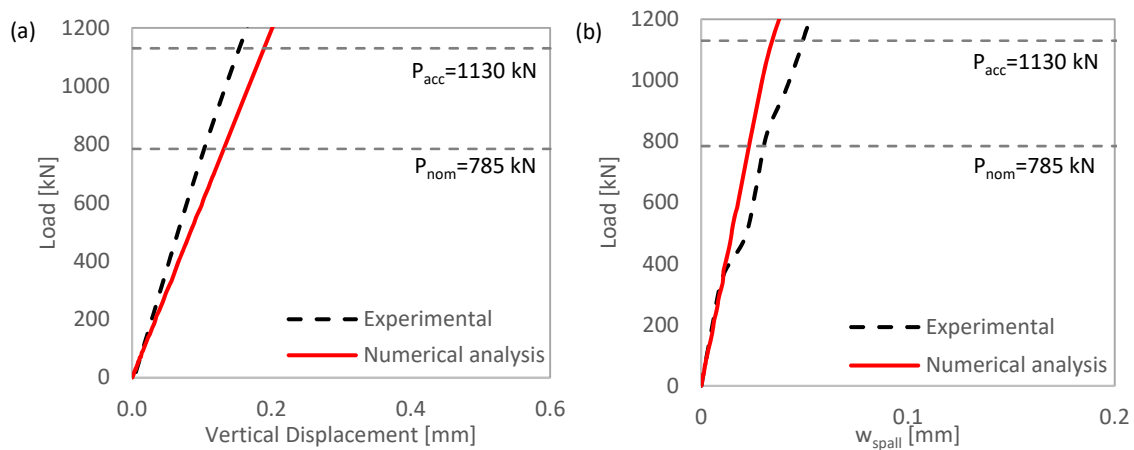 (a)
1200
1000
800
600
400
200
0
Load [kN]
P_acc=1130 kN
P_nom=785 kN
Experimental
Numerical analysis
0.0 0.2 0.4 0.6
Vertical Displacement [mm]
(b)
1200
1000
800
600
400
200
0
Load [kN]
P_acc=1130 kN
P_nom=785 kN
Experimental
Numerical analysis
0 0.1 0.2
w_spall [mm]